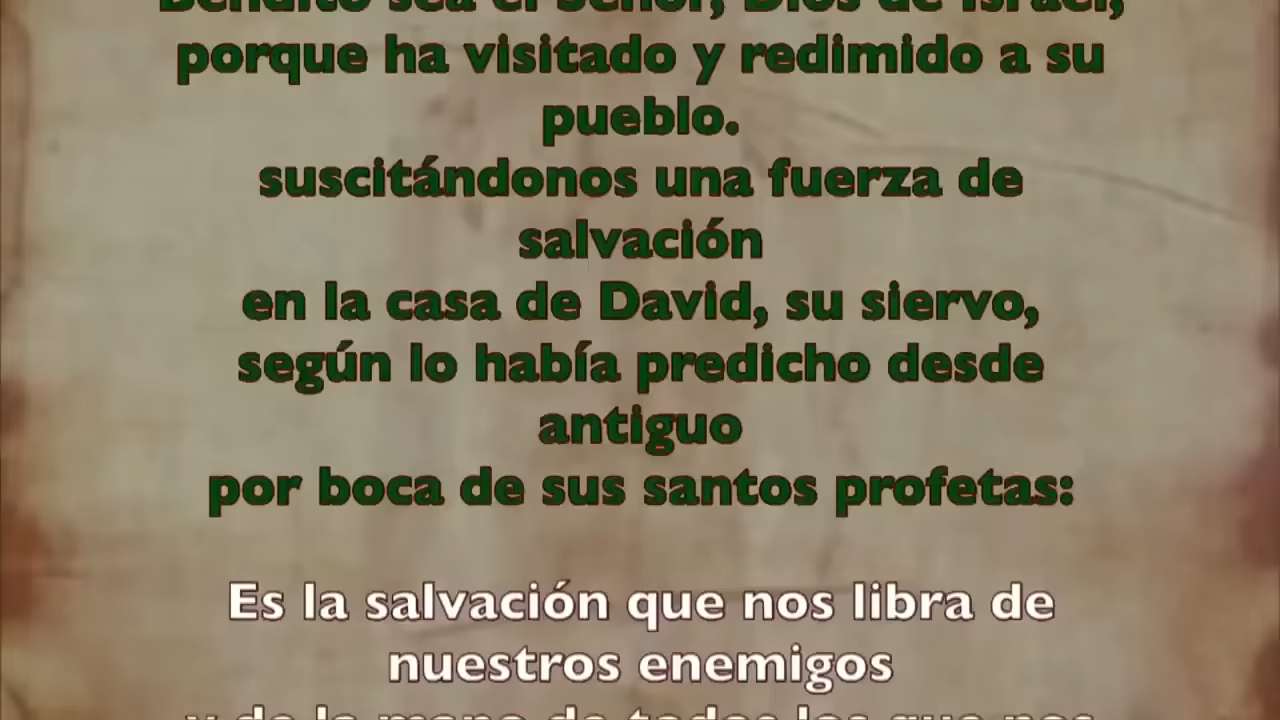 Bendito sea el Señor, Dios de Israel,
porque ha visitado y redimido a su
pueblo.
suscitándonos una fuerza de
salvación
en la casa de David, su siervo,
según lo había predicho desde
antiguo
por boca de sus santos profetas:
Es la salvación que nos libra de
nuestros enemigos
y de la mano de todos los que nos